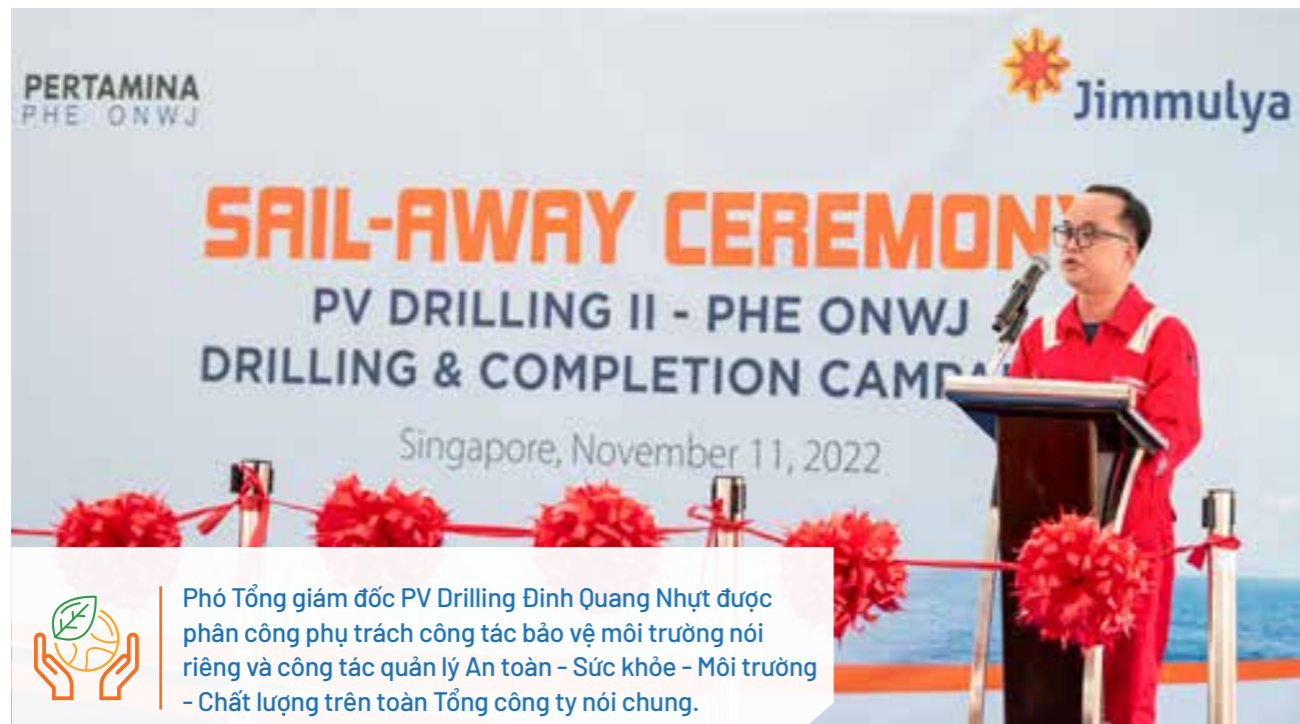 PERTAMINA
PHE ONWJ
Jimmulya
SAIL-AWAY CEREMONY
PV DRILLING II - PHE ONWJ
DRILLING & COMPLETION CAMPA
Singapore, November 11, 2022
Phó Tổng giám đốc PV Drilling Đinh Quang Nhựt được
phân công phụ trách công tác bảo vệ môi trường nói
riêng và công tác quản lý An toàn - Sức khỏe - Môi trường
- Chất lượng trên toàn Tổng công ty nói chung.